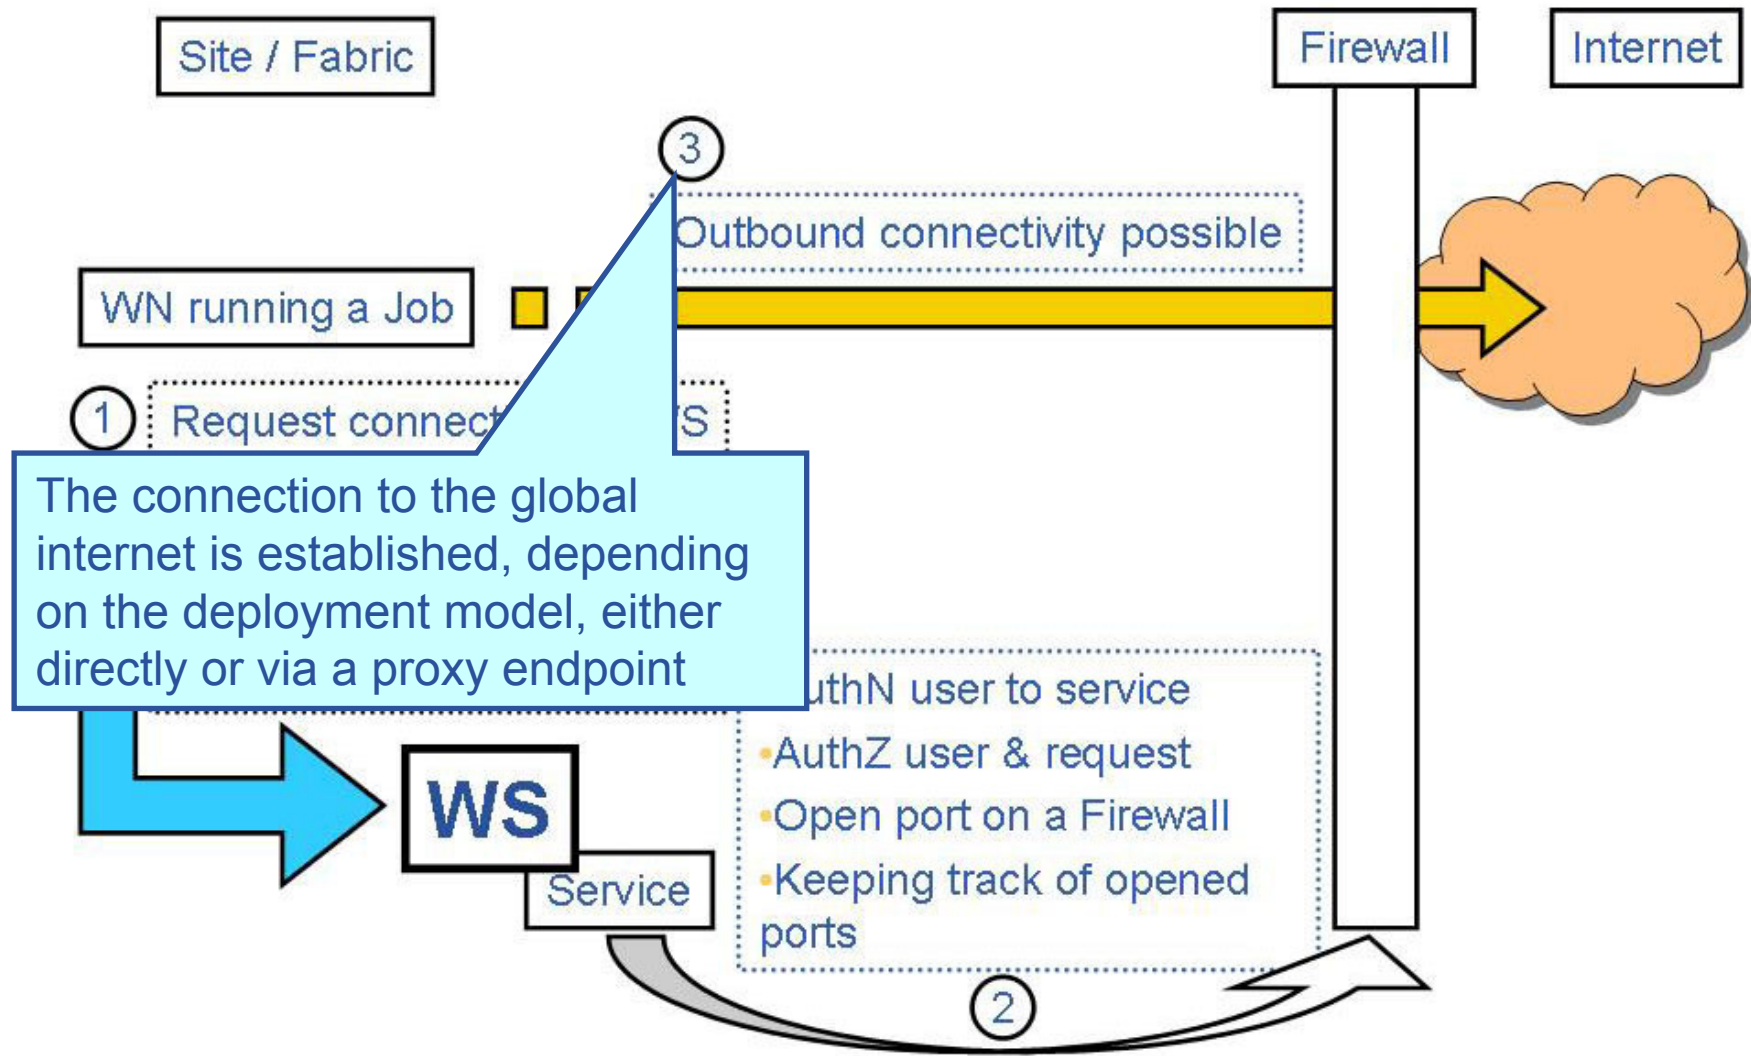 Site / Fabric
Firewall
Internet
3
Outbound connectivity possible
WN running a Job
1
Request
The connection to the global
internet is established, depending
on the deployment model, either
directly or via a proxy endpoint
user to service
•AuthZ user & request
•Open port on a Firewall
•Keeping track of opened
ports
WS
Service
2